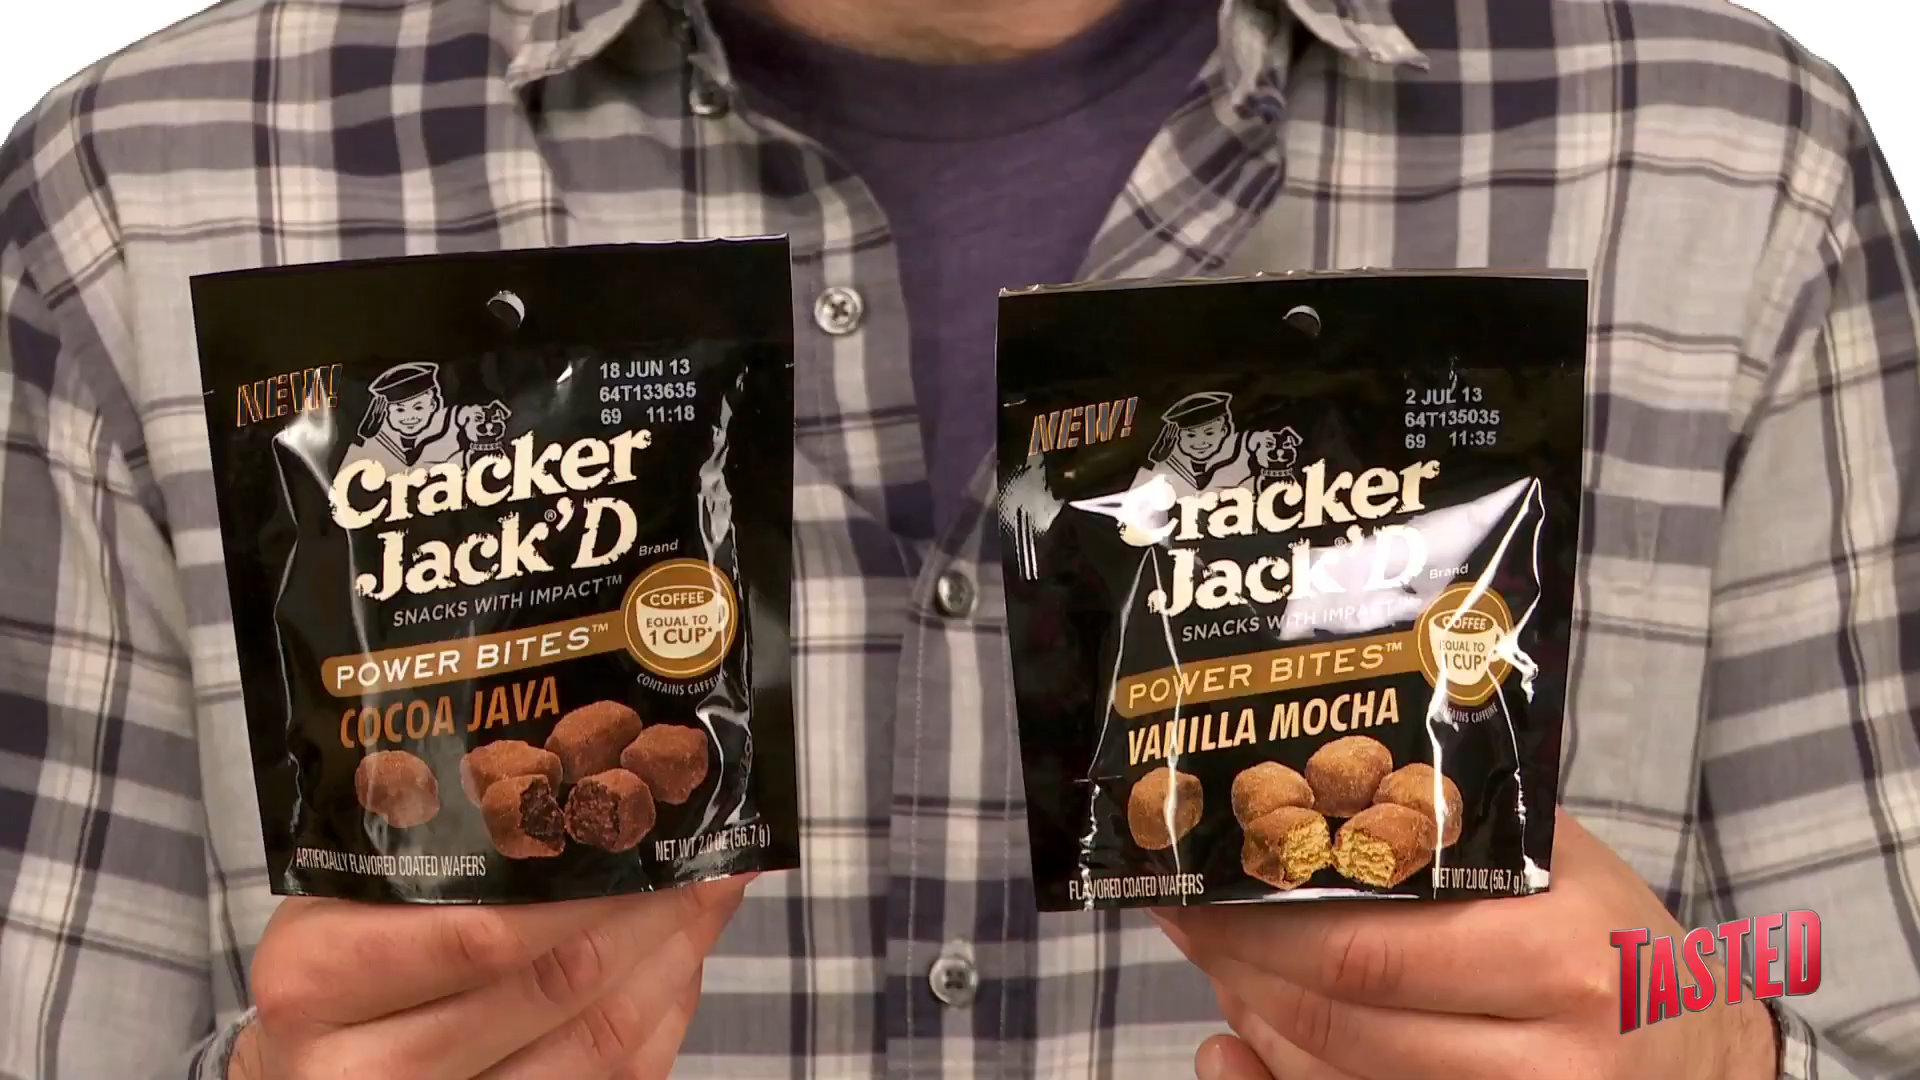 NEW!
18 JUN 13
64T133635
69 11:18
Cracker
Jack®'D
Brand
SNACKS WITH IMPACT™
COFFEE
EQUAL TO
1 CUP*
CONTAINS CAFFEINE
POWER BITES™
COCOA JAVA
ARTIFICIALLY FLAVORED COATED WAFERS
NET WT 2.0 OZ (56.7 g)
NEW!
2 JUL 13
64T135035
69 11:35
Cracker
Jack®'D
Brand
SNACKS WITH IMPACT™
COFFEE
EQUAL TO
1 CUP*
CONTAINS CAFFEINE
POWER BITES™
VANILLA MOCHA
FLAVORED COATED WAFERS
NET WT 2.0 OZ (56.7 g)
TASTED